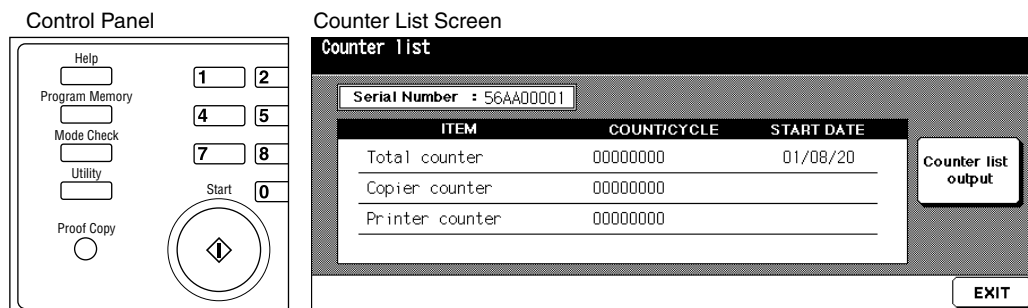 Control Panel
Help
Program Memory
Mode Check
Utility
Proof Copy
Start
1 2
4 5
7 8
0
Counter List Screen
Counter list
Serial Number : 56AA00001
ITEM COUNT/CYCLE START DATE
Total counter 00000000 01/08/20
Copier counter 00000000
Printer counter 00000000
Counter list
output
EXIT